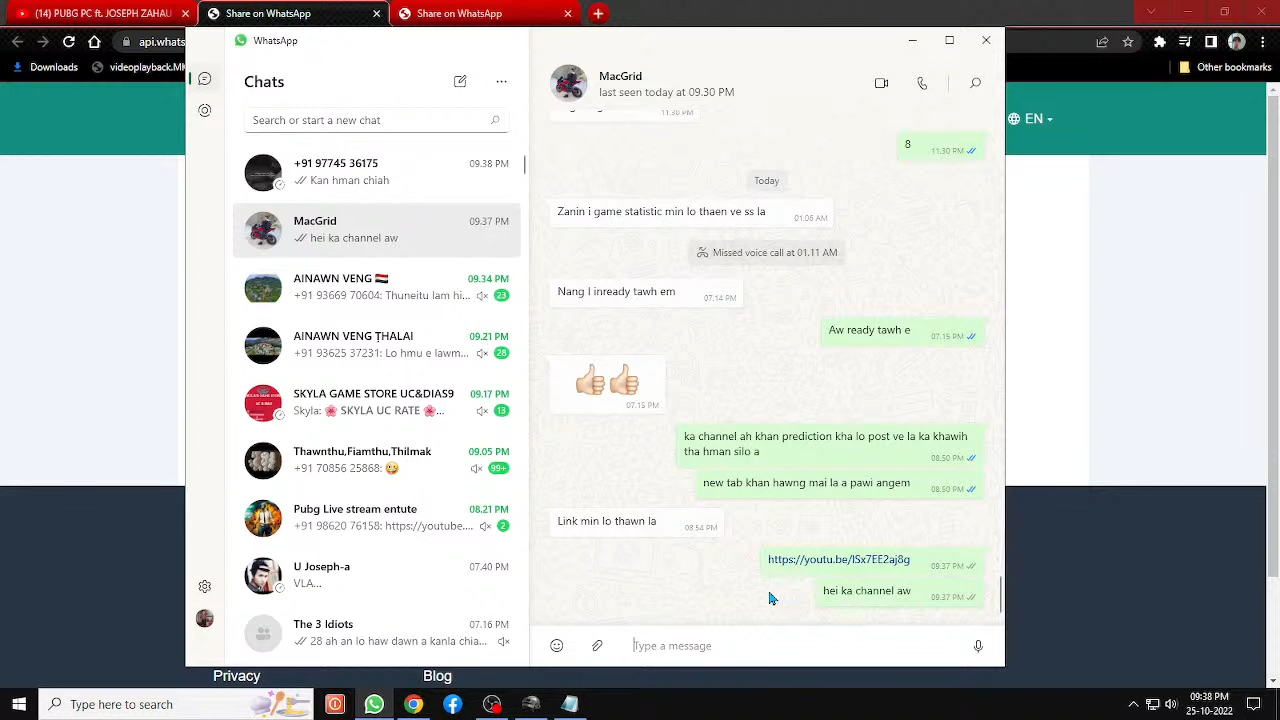 (14) PUBG PC ft. JOSEPH ZAHAU
Share on WhatsApp
Share on WhatsApp
api.whats
Downloads
videoplayback.MK
Other bookmarks
EN
WhatsApp
Chats
Search or start a new chat
+91 97745 36175
09.38 PM
Kan hman chiah
MacGrid
09.37 PM
hei ka channel aw
AINAWN VENG
09.34 PM
+91 93669 70604: Thuneitu lam hi...
23
AINAWN VENG ṬHALAI
09.21 PM
+91 93625 37231: Lo hmu e lawm...
28
SKYLA GAME STORE UC&DIAS9
09.17 PM
Skyla: 🌸 SKYLA UC RATE 🌸...
13
Thawnthu,Fiamthu,Thilmak
09.05 PM
+91 70856 25868:
99+
Pubg Live stream entute
08.21 PM
+91 98620 76158: https://youtube....
2
U Joseph-a
07.40 PM
VLA...
The 3 Idiots
07.16 PM
28 ah an lo haw dawn a kanla chia...
MacGrid
last seen today at 09.30 PM
11.30 PM
8
11.30 PM
Today
Zanin i game statistic min lo thaen ve ss la
01.06 AM
Missed voice call at 01.11 AM
Nang I inready tawh em
07.14 PM
Aw ready tawh e
07.15 PM
👍🏻👍🏻
07.15 PM
ka channel ah khan prediction kha lo post ve la ka khawih
tha hman silo a
08.50 PM
new tab khan hawng mai la a pawi angem
08.50 PM
Link min lo thawn la
08.54 PM
https://youtu.be/lSx7EE2aj8g
09.37 PM
hei ka channel aw
09.37 PM
Type a message
Privacy
Blog
Type here to search
09:38 PM
25-10-2022